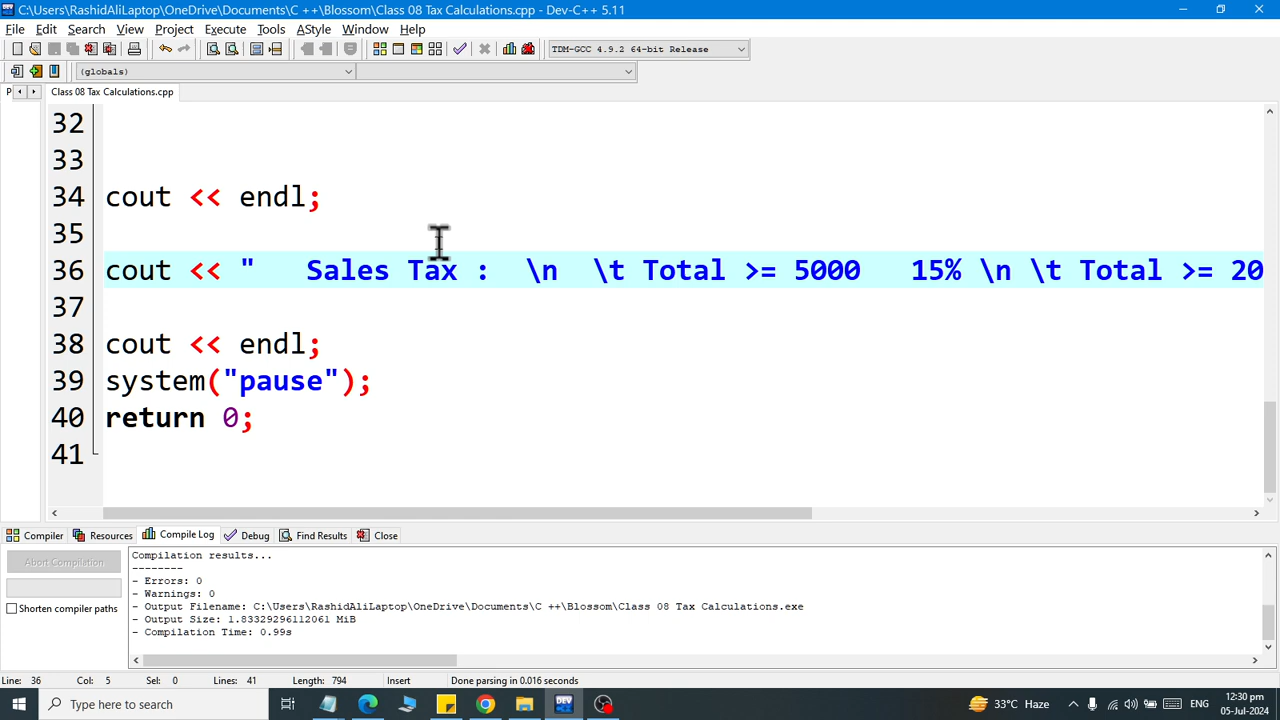 C:\Users\RashidAliLaptop\OneDrive\Documents\C ++\Blossom\Class 08 Tax Calculations.cpp - Dev-C++ 5.11
File Edit Search View Project Execute Tools AStyle Window Help
TDM-GCC 4.9.2 64-bit Release
(globals)
P
Class 08 Tax Calculations.cpp
32
33
34 cout << endl;
35
36 cout << "   Sales Tax :  \n  \t Total >= 5000   15% \n \t Total >= 20
37
38 cout << endl;
39 system("pause");
40 return 0;
41
Compiler Resources Compile Log Debug Find Results Close
Abort Compilation
Shorten compiler paths
Compilation results...
--------
- Errors: 0
- Warnings: 0
- Output Filename: C:\Users\RashidAliLaptop\OneDrive\Documents\C ++\Blossom\Class 08 Tax Calculations.exe
- Output Size: 1.83329296112061 MiB
- Compilation Time: 0.99s
Line: 36 Col: 5 Sel: 0 Lines: 41 Length: 794 Insert Done parsing in 0.016 seconds
Type here to search
DEV
33°C Haze
ENG
12:30 pm
05-Jul-2024